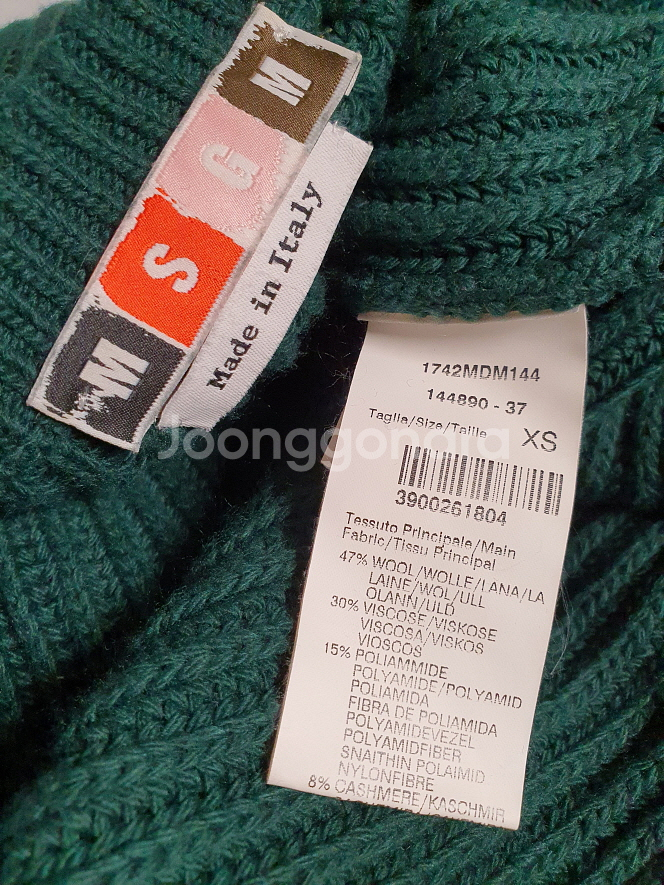 M S G M
Made in Italy
1742MDM144
144890 - 37
Taglia/Size/Taille XS
3900261804
Tessuto Principale/Main
Fabric/Tissu Principal
47% WOOL/WOLLE/LANA/LA
LAINE/WOL/ULL
OLANN/ULD
30% VISCOSE/VISKOSE
VISCOSA/VISKOS
VIOSCOS
15% POLIAMMIDE
POLYAMIDE/POLYAMID
POLIAMIDA
FIBRA DE POLIAMIDA
POLYAMIDEVEZEL
POLYAMIDFIBER
SNAITHIN POLAIMID
NYLONFIBRE
8% CASHMERE/KASCHMIR
Joonggonara